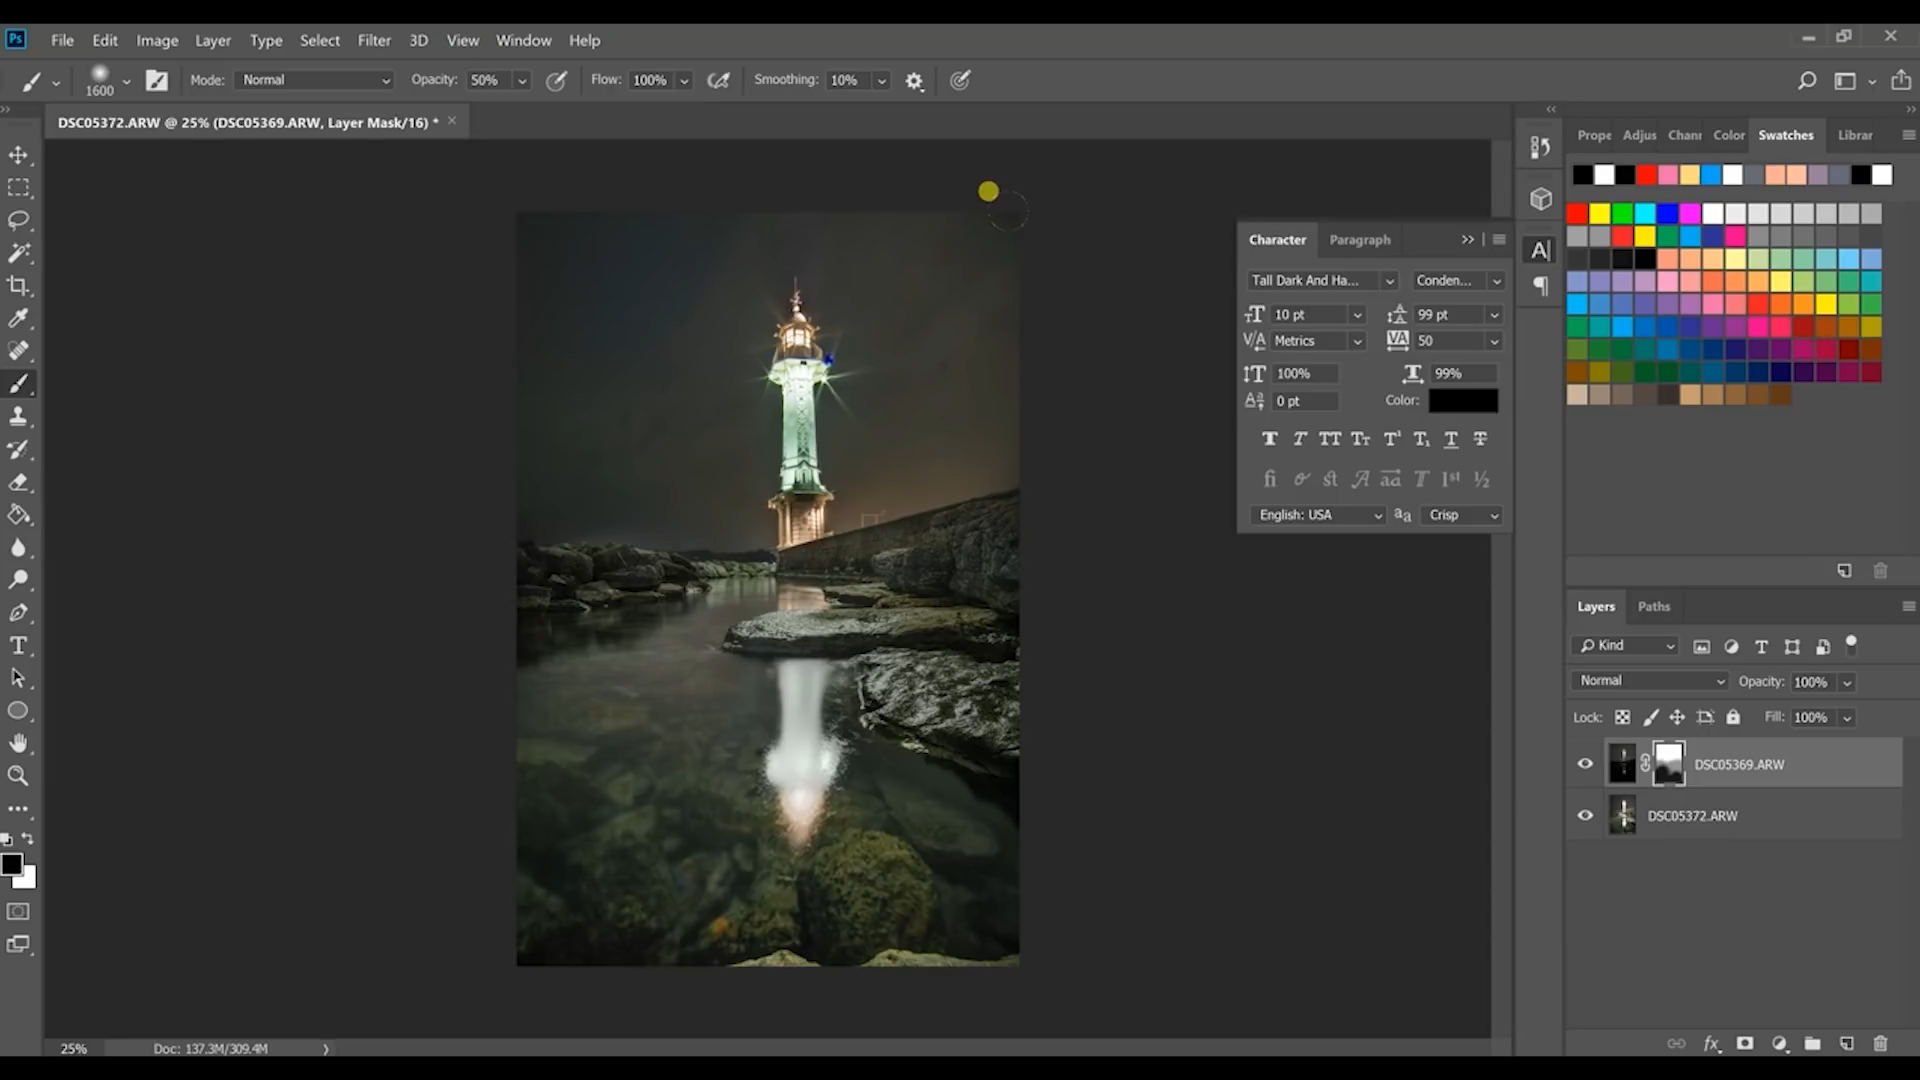 Ps File Edit Image Layer Type Select Filter 3D View Window Help
1600 Mode: Normal Opacity: 50% Flow: 100% Smoothing: 10%
DSC05372.ARW @ 25% (DSC05369.ARW, Layer Mask/16) *
Prope Adjus Chann Color Swatches Librar
Character Paragraph
Tall Dark And Ha... Conden...
10 pt 99 pt
Metrics 50
100% 99%
0 pt Color:
English: USA Crisp
Layers Paths
Kind
Normal Opacity: 100%
Lock: Fill: 100%
DSC05369.ARW
DSC05372.ARW
25% Doc: 137.3M/309.4M